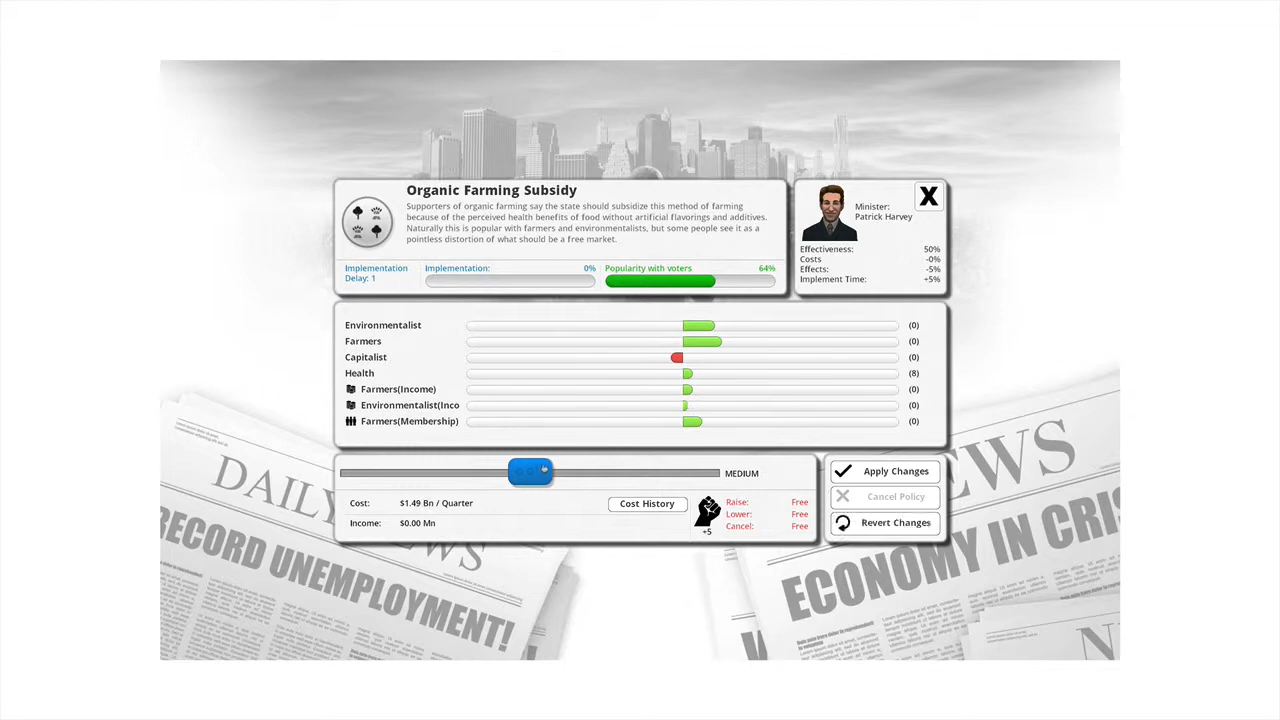 Organic Farming Subsidy
Supporters of organic farming say the state should subsidize this method of farming
because of the perceived health benefits of food without artificial flavorings and additives.
Naturally this is popular with farmers and environmentalists, but some people see it as a
pointless distortion of what should be a free market.
Implementation
Delay: 1
Implementation: 0%
Popularity with voters 64%
X
Minister:
Patrick Harvey
Effectiveness: 50%
Costs -0%
Effects: -5%
Implement Time: +5%
Environmentalist (0)
Farmers (0)
Capitalist (0)
Health (8)
Farmers(Income) (0)
Environmentalist(Inco (0)
Farmers(Membership) (0)
MEDIUM
Cost: $1.49 Bn / Quarter
Income: $0.00 Mn
Cost History
+5
Raise: Free
Lower: Free
Cancel: Free
Apply Changes
Cancel Policy
Revert Changes
DAILY NEWS
RECORD UNEMPLOYMENT!
NEWS
ECONOMY IN CRIS